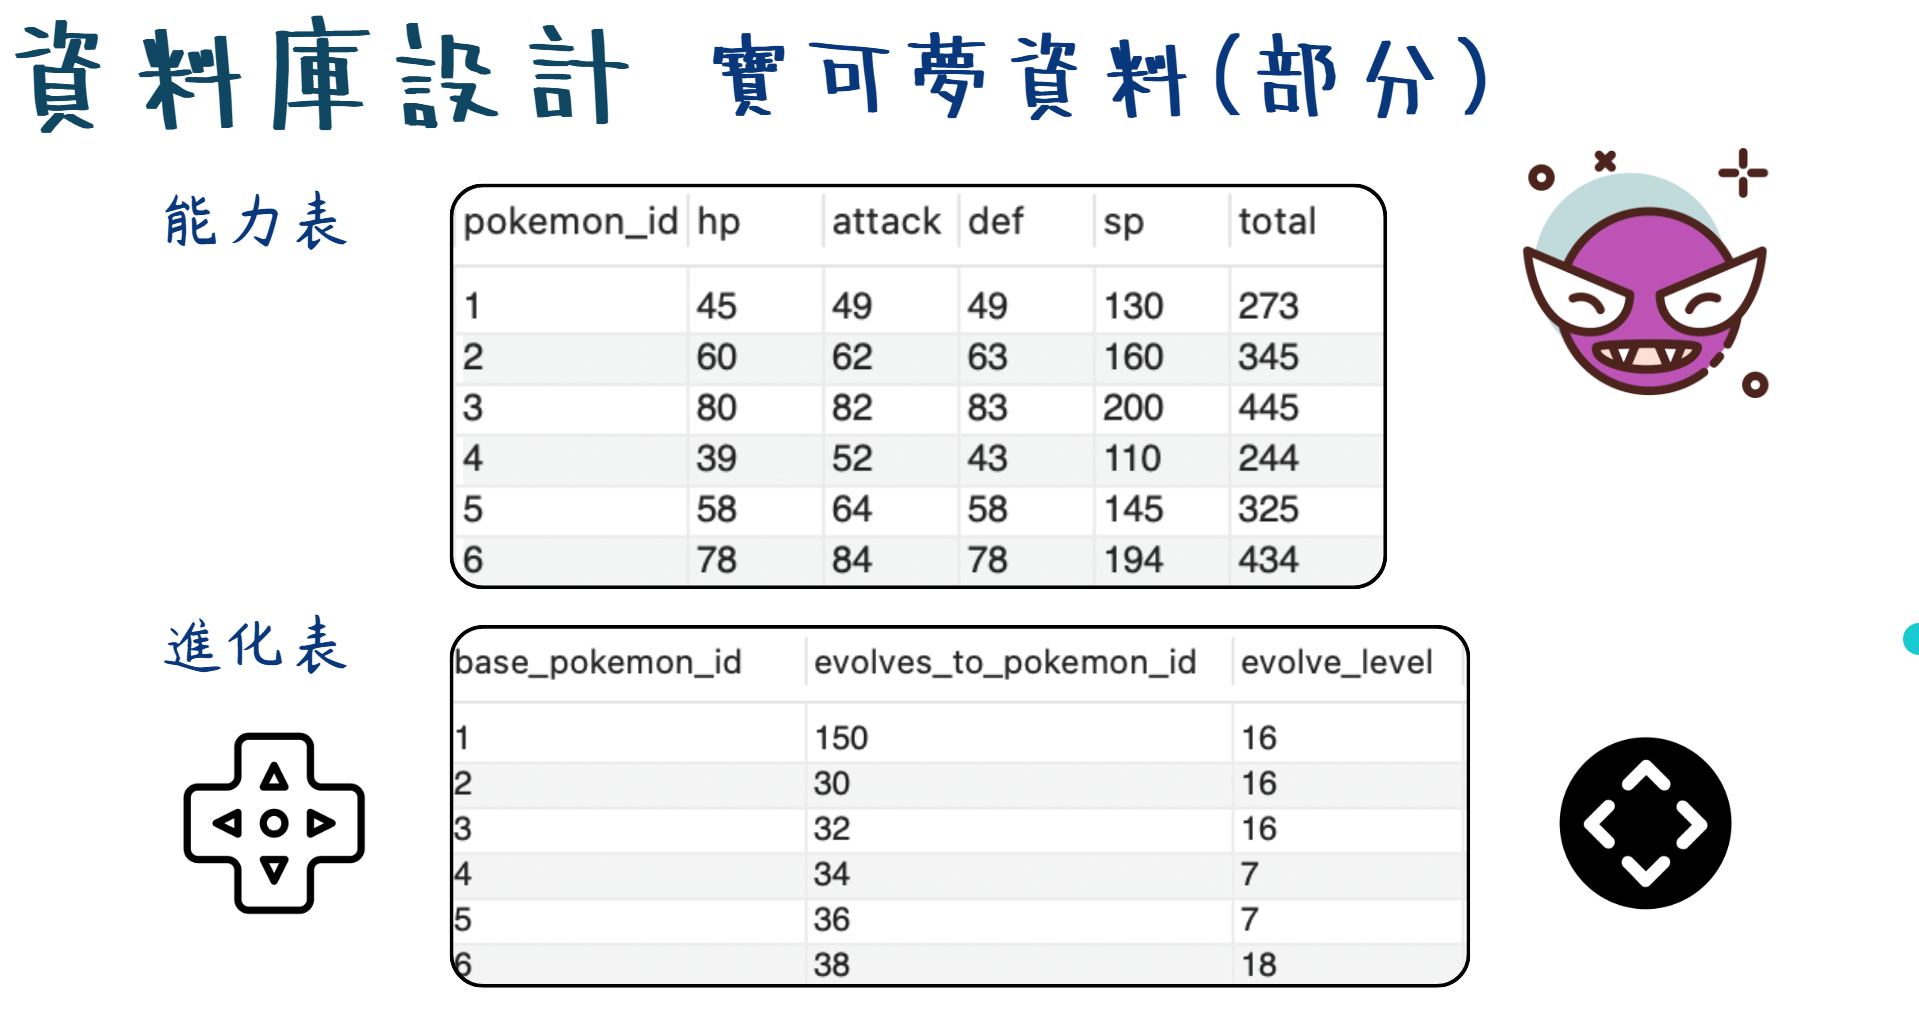 資料庫設計 寶可夢資料(部分)
能力表
pokemon_id hp attack def sp total
1 45 49 49 130 273
2 60 62 63 160 345
3 80 82 83 200 445
4 39 52 43 110 244
5 58 64 58 145 325
6 78 84 78 194 434
進化表
base_pokemon_id evolves_to_pokemon_id evolve_level
1 150 16
2 30 16
3 32 16
4 34 7
5 36 7
6 38 18